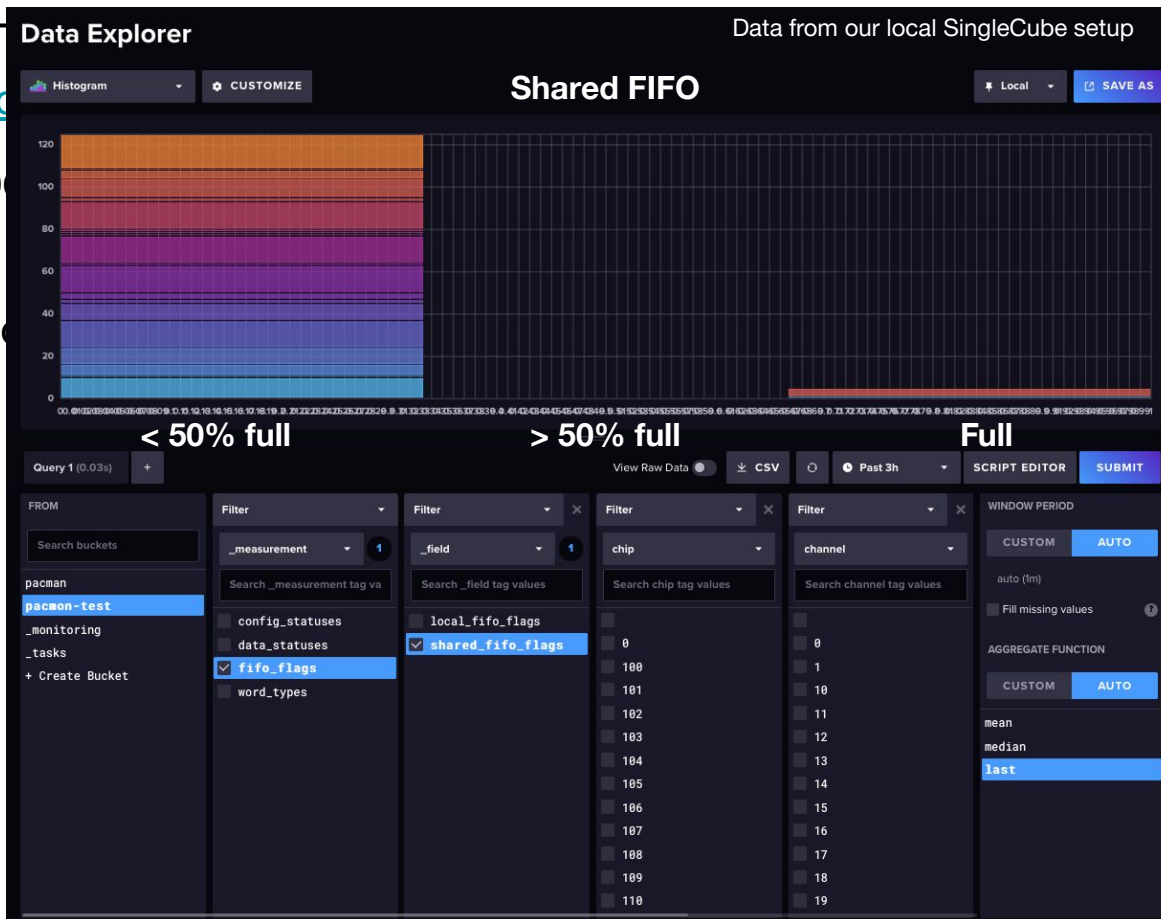 Data Explorer
Data from our local SingleCube setup
Histogram
CUSTOMIZE
Shared FIFO
Local
SAVE AS
120
100
80
60
40
20
0
< 50% full
> 50% full
Full
Query 1 (0.03s)
+
View Raw Data
CSV
Past 3h
SCRIPT EDITOR
SUBMIT
FROM
Search buckets
pacman
pacmon-test
_monitoring
_tasks
+ Create Bucket
Filter
_measurement
1
Search _measurement tag va
config_statuses
data_statuses
fifo_flags
word_types
Filter
_field
1
Search _field tag values
local_fifo_flags
shared_fifo_flags
Filter
chip
Search chip tag values
0
100
101
102
103
104
105
106
107
108
109
110
Filter
channel
Search channel tag values
0
1
10
11
12
13
14
15
16
17
18
19
WINDOW PERIOD
CUSTOM
AUTO
auto (1m)
Fill missing values
?
AGGREGATE FUNCTION
CUSTOM
AUTO
mean
median
last